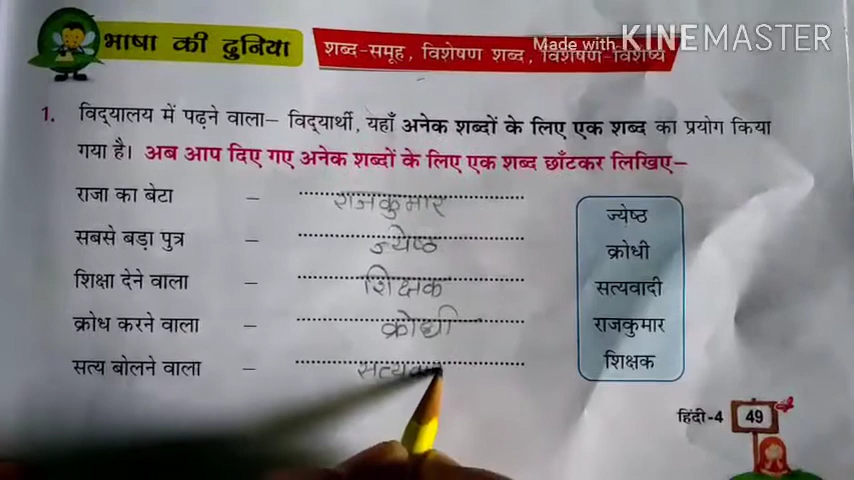 भाषा की दुनिया
शब्द-समूह, विशेषण शब्द, विशेषण-विशेष्य
Made with KINEMASTER
1. विद्यालय में पढ़ने वाला– विद्यार्थी, यहाँ अनेक शब्दों के लिए एक शब्द का प्रयोग किया
गया है। अब आप दिए गए अनेक शब्दों के लिए एक शब्द छाँटकर लिखिए–
राजा का बेटा – राजकुमार
ज्येष्ठ
सबसे बड़ा पुत्र – ज्येष्ठ
क्रोधी
शिक्षा देने वाला – शिक्षक
सत्यवादी
क्रोध करने वाला – क्रोधी
राजकुमार
सत्य बोलने वाला –
शिक्षक
हिंदी-4 49